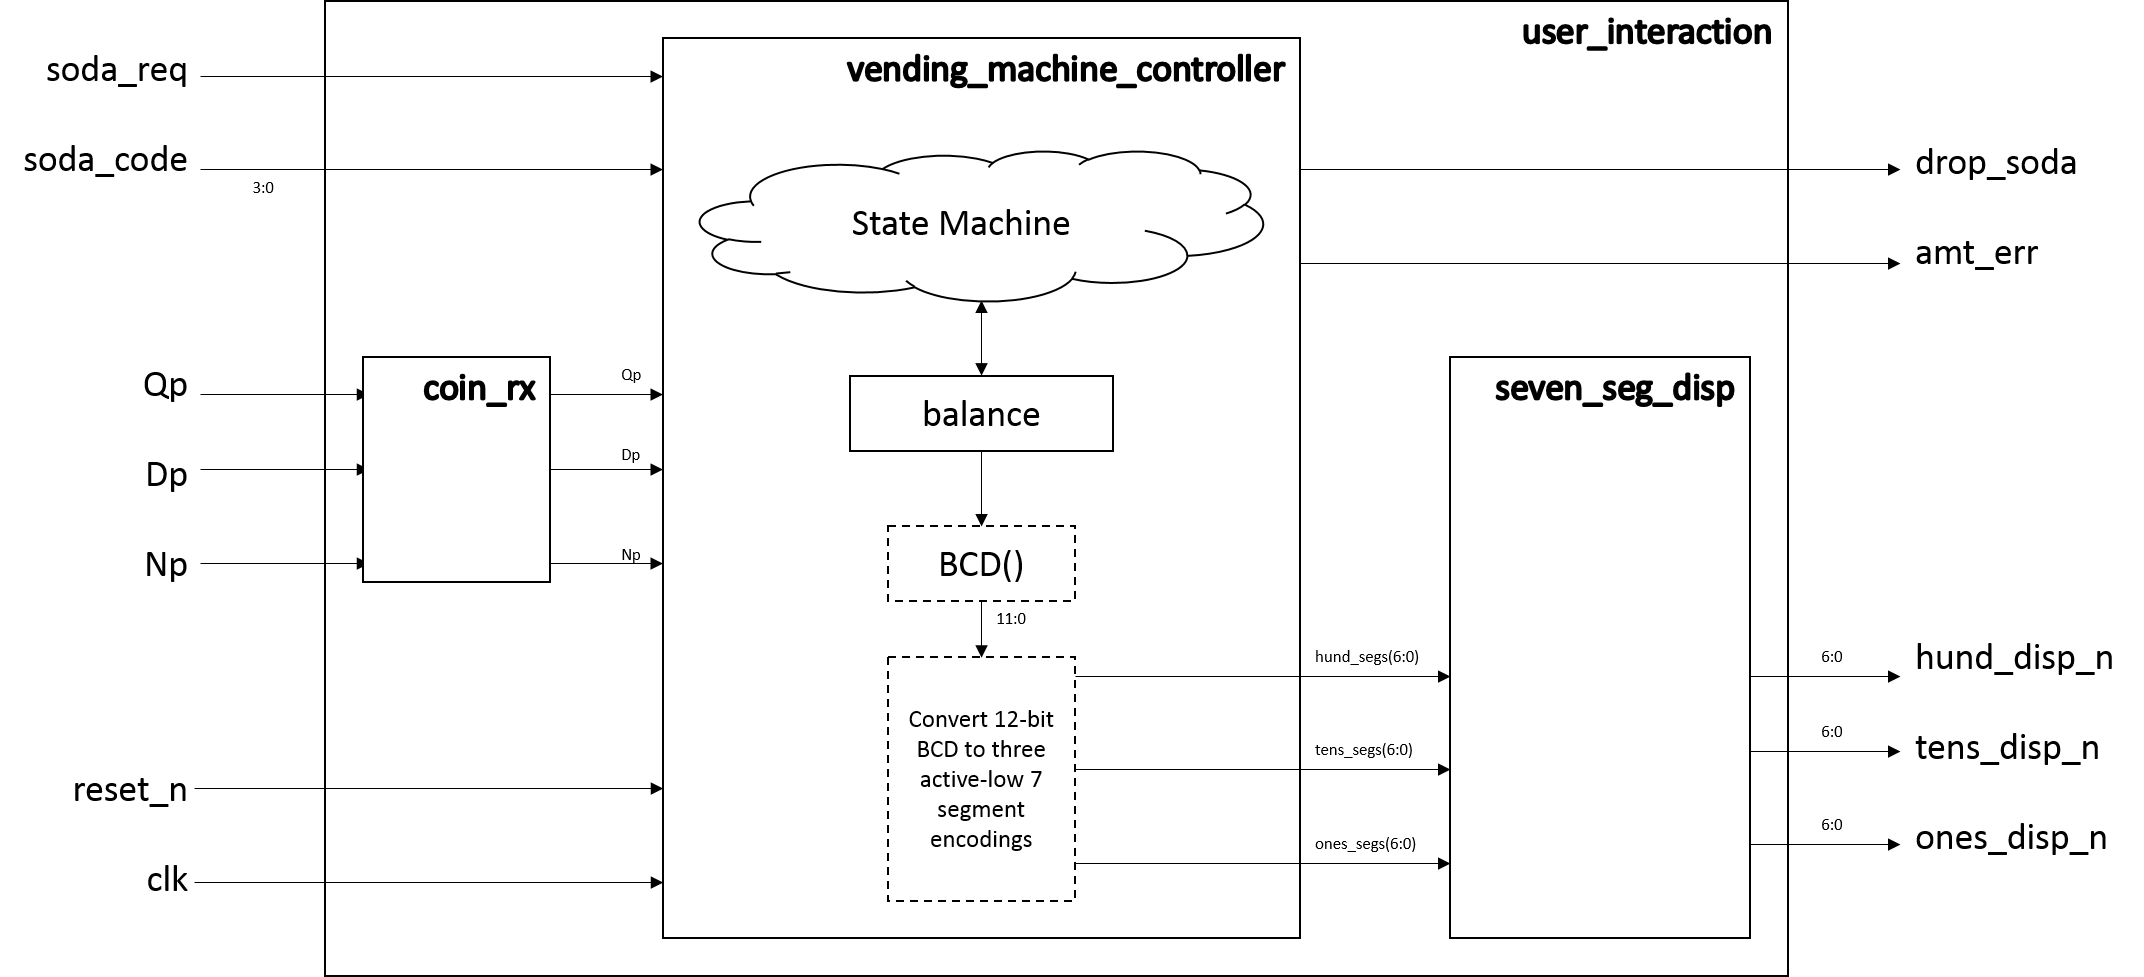 user_interaction
soda_req
vending_machine_controller
soda_code
3:0
drop_soda
State Machine
amt_err
Qp
coin_rx
Qp
balance
seven_seg_disp
Dp
Dp
Np
Np
BCD()
11:0
hund_segs(6:0)
6:0
hund_disp_n
Convert 12-bit
BCD to three
active-low 7
segment
encodings
tens_segs(6:0)
6:0
tens_disp_n
reset_n
ones_segs(6:0)
6:0
ones_disp_n
clk